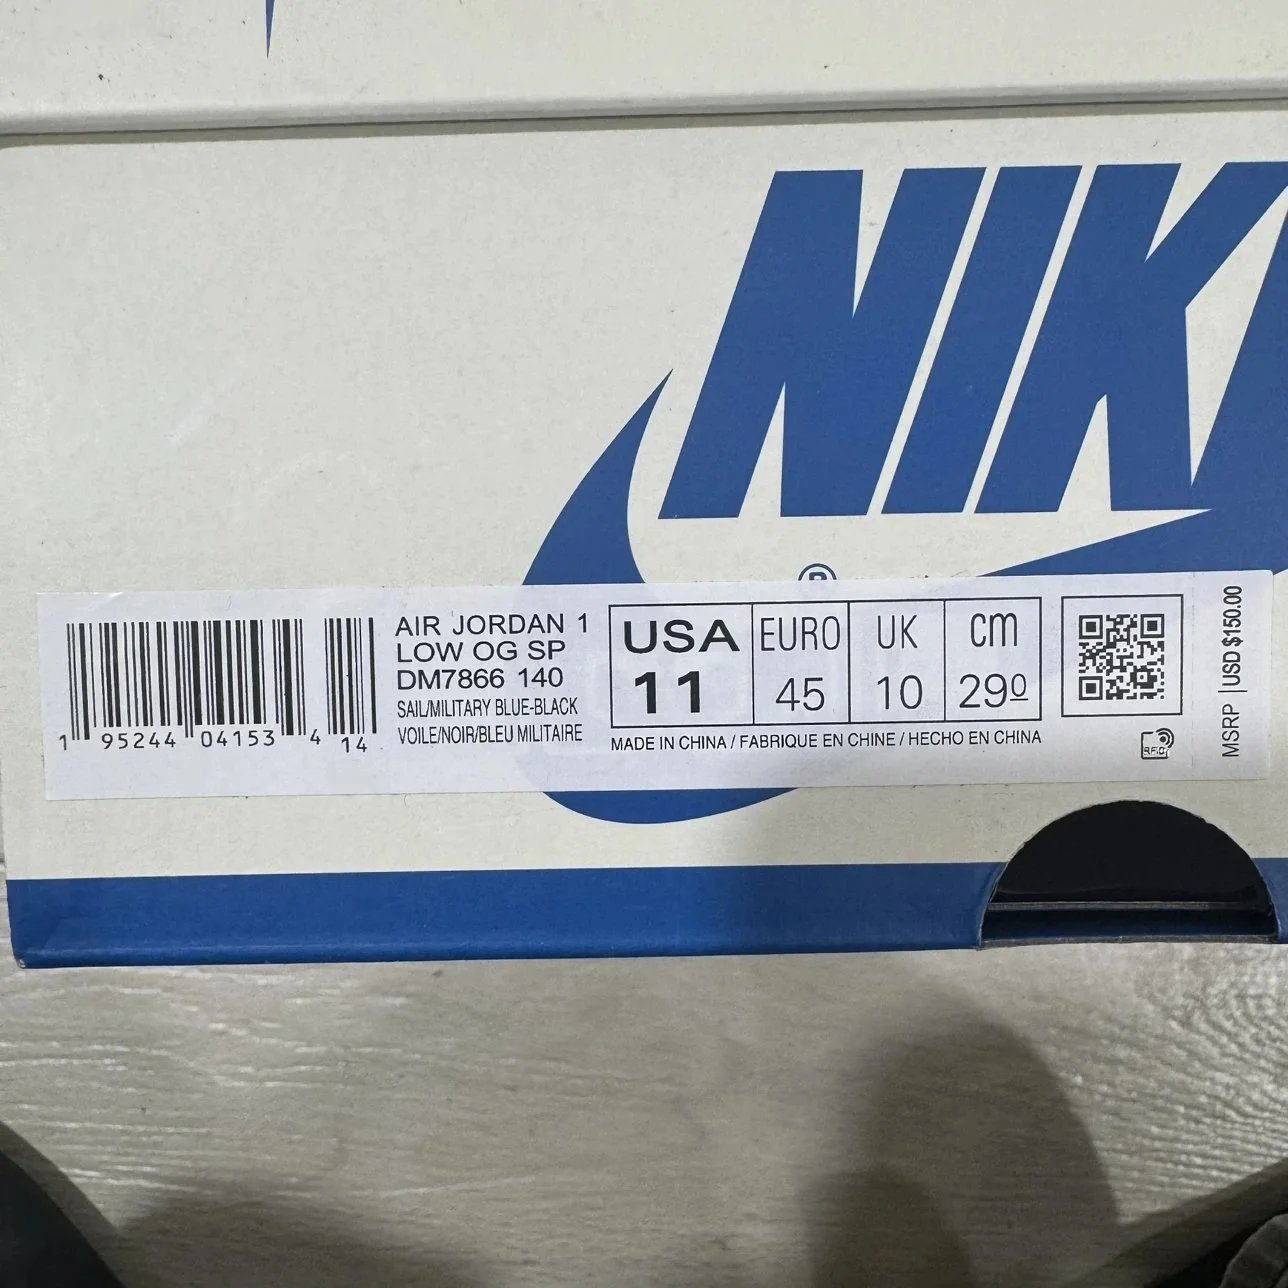 NIK
®
AIR JORDAN 1
LOW OG SP
DM7866 140
SAIL/MILITARY BLUE-BLACK
VOILE/NOIR/BLEU MILITAIRE
1 95244 04153 4 14
USA EURO UK cm
11 45 10 29º
MADE IN CHINA / FABRIQUE EN CHINE / HECHO EN CHINA
RFID
MSRP USD $150.00